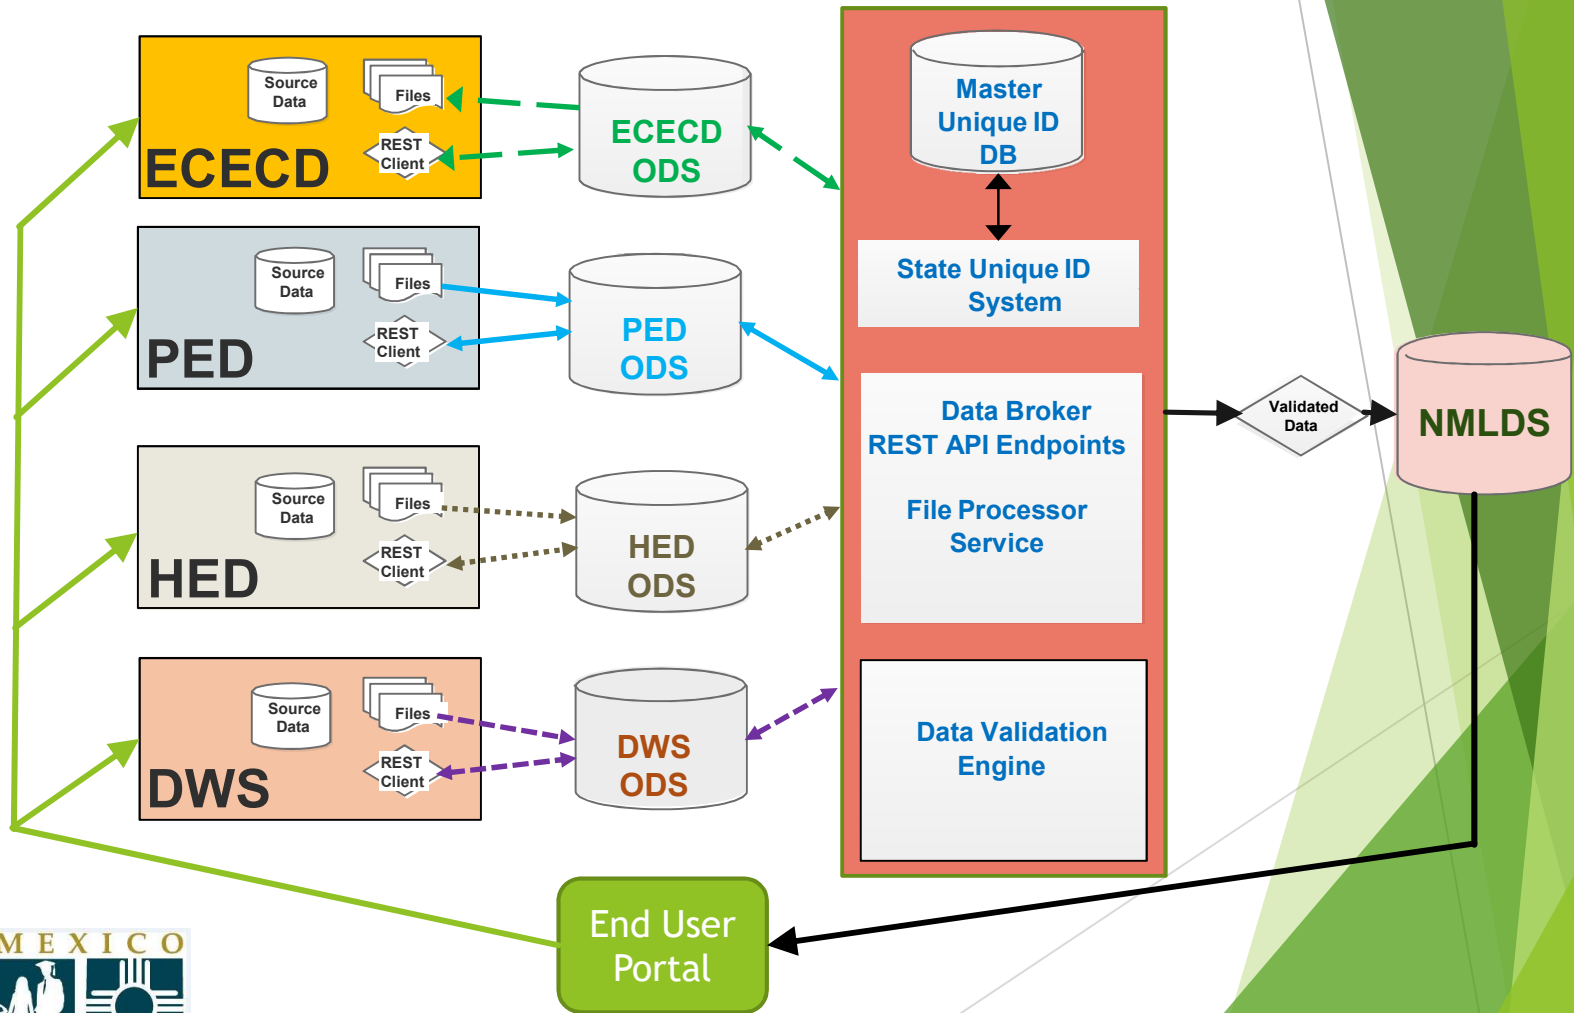 Source
Data
Files
REST
Client
ECECD
ECECD
ODS
Source
Data
Files
REST
Client
PED
PED
ODS
Source
Data
Files
REST
Client
HED
HED
ODS
Source
Data
Files
REST
Client
DWS
DWS
ODS
Master
Unique ID
DB
State Unique ID
System
Data Broker
REST API Endpoints
File Processor
Service
Data Validation
Engine
Validated
Data
NMLDS
End User
Portal
MEXICO